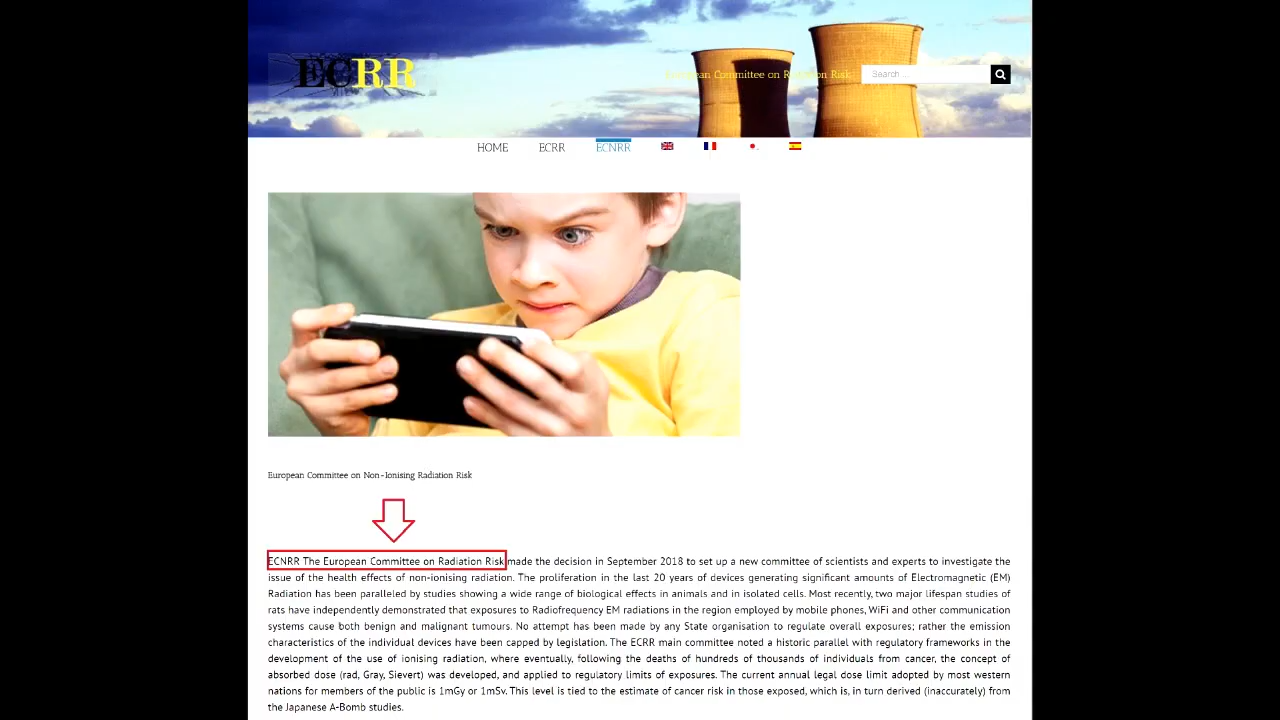 ECRR
European Committee on Radiation Risk
Search ...
HOME ECRR ECNRR
European Committee on Non-Ionising Radiation Risk
ECNRR The European Committee on Radiation Risk made the decision in September 2018 to set up a new committee of scientists and experts to investigate the
issue of the health effects of non-ionising radiation. The proliferation in the last 20 years of devices generating significant amounts of Electromagnetic (EM)
Radiation has been paralleled by studies showing a wide range of biological effects in animals and in isolated cells. Most recently, two major lifespan studies of
rats have independently demonstrated that exposures to Radiofrequency EM radiations in the region employed by mobile phones, WiFi and other communication
systems cause both benign and malignant tumours. No attempt has been made by any State organisation to regulate overall exposures; rather the emission
characteristics of the individual devices have been capped by legislation. The ECRR main committee noted a historic parallel with regulatory frameworks in the
development of the use of ionising radiation, where eventually, following the deaths of hundreds of thousands of individuals from cancer, the concept of
absorbed dose (rad, Gray, Sievert) was developed, and applied to regulatory limits of exposures. The current annual legal dose limit adopted by most western
nations for members of the public is 1mGy or 1mSv. This level is tied to the estimate of cancer risk in those exposed, which is, in turn derived (inaccurately) from
the Japanese A-Bomb studies.